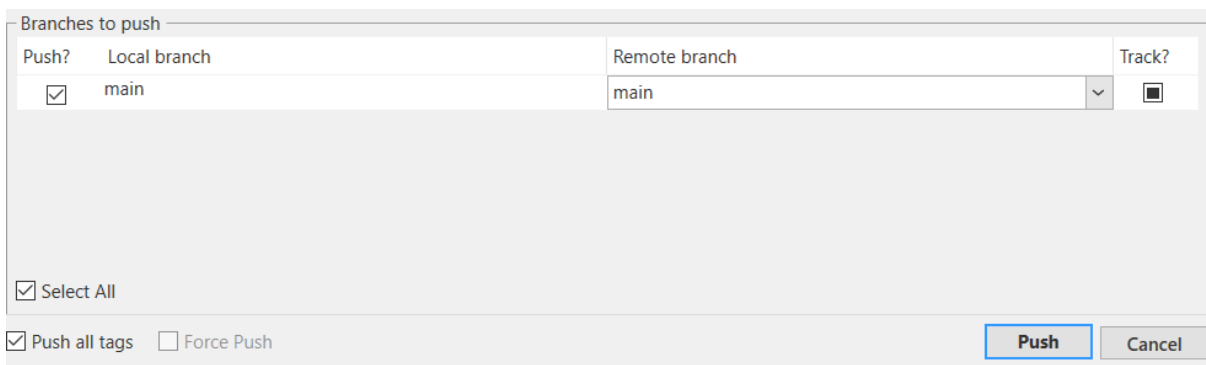 Branches to push
Push? Local branch Remote branch Track?
main main
Select All
Push all tags Force Push Push Cancel